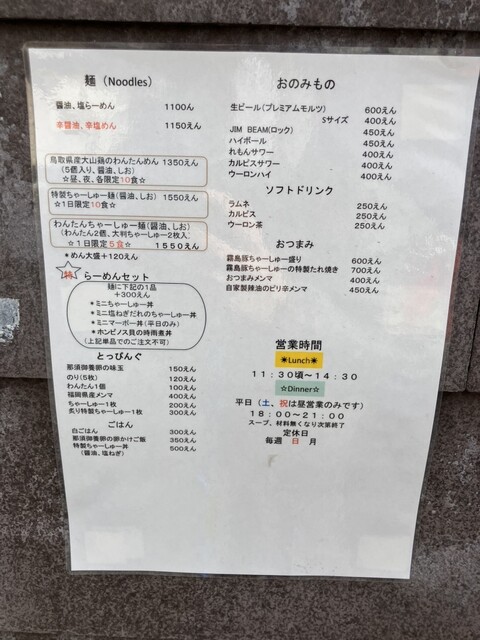 麺（Noodles）
醤油、塩らーめん 1100ん
辛醤油、辛塩めん 1150えん
鳥取県産大山鶏のわんたんめん 1350えん
(5個入り、醤油、しお)
☆昼、夜、各限定10食☆
特製ちゃーしゅー麺(醤油、しお) 1550えん
☆1日限定10食☆
わんたんちゃーしゅー麺(醤油、しお)
(わんたん2個、大判ちゃーしゅー2枚入)
☆1日限定5食☆ 1550えん
*めん大盛+120えん
得 らーめんセット
麺に下記の1品
+300えん
*ミニちゃーしゅー丼
*ミニ塩ねぎだれのちゃーしゅー丼
*ミニマーボー丼（平日のみ）
*ホンビノス貝の時雨煮丼
(上記単品でのご注文不可)
とっぴんぐ
那須御養卵の味玉 150えん
のり(5枚) 120えん
わんたん1個 100えん
福岡県産メンマ 400えん
ちゃーしゅー1枚 200えん
炙り特製ちゃーしゅー1枚 300えん
ごはん
白ごはん 300えん
那須御養卵の卵かけご飯 350えん
特製ちゃーしゅー丼 500えん
(醤油、塩ねぎ)
おのみもの
生ビール(プレミアムモルツ) 600えん
Sサイズ 400えん
JIM BEAM(ロック) 450えん
ハイボール 450えん
れもんサワー 400えん
カルピスサワー 400えん
ウーロンハイ 400えん
ソフトドリンク
ラムネ 250えん
カルピス 250えん
ウーロン茶 250えん
おつまみ
霧島豚ちゃーしゅー盛り 600えん
霧島豚ちゃーしゅーの特製たれ焼き 700えん
おつまみメンマ 400えん
自家製辣油のピリ辛メンマ 450えん
営業時間
☀Lunch☀
11:30頃～14:30
☆Dinner☆
平日（土、祝は昼営業のみです）
18:00～21:00
スープ、材料無くなり次第終了
定休日
毎週 日 月